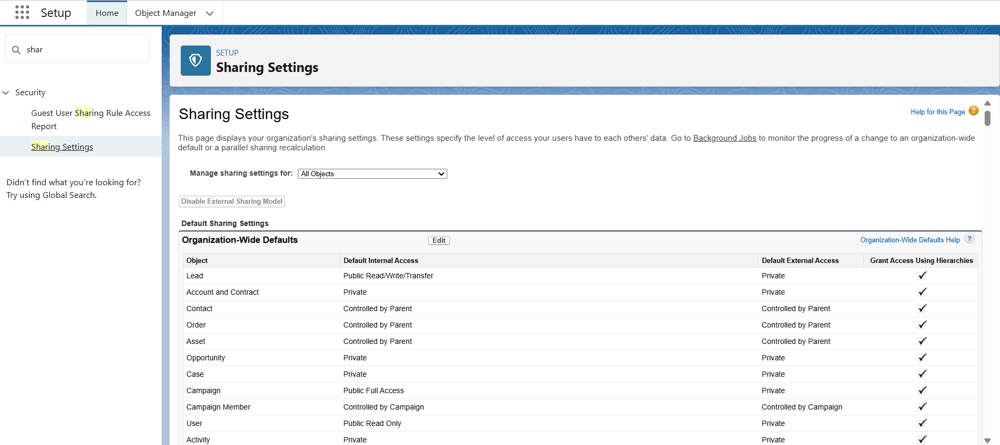 Setup
Home
Object Manager
shar
Security
Guest User Sharing Rule Access
Report
Sharing Settings
Didn't find what you're looking for?
Try using Global Search.
SETUP
Sharing Settings
Sharing Settings
Help for this Page ?
This page displays your organization's sharing settings. These settings specify the level of access your users have to each others' data. Go to Background Jobs to monitor the progress of a change to an organization-wide
default or a parallel sharing recalculation.
Manage sharing settings for: All Objects
Disable External Sharing Model
Default Sharing Settings
Organization-Wide Defaults Edit Organization-Wide Defaults Help ?
Object Default Internal Access Default External Access Grant Access Using Hierarchies
Lead Public Read/Write/Transfer Private ✓
Account and Contract Private Private ✓
Contact Controlled by Parent Controlled by Parent ✓
Order Controlled by Parent Controlled by Parent ✓
Asset Controlled by Parent Controlled by Parent ✓
Opportunity Private Private ✓
Case Private Private ✓
Campaign Public Full Access Private ✓
Campaign Member Controlled by Campaign Controlled by Campaign ✓
User Public Read Only Private ✓
Activity Private Private ✓